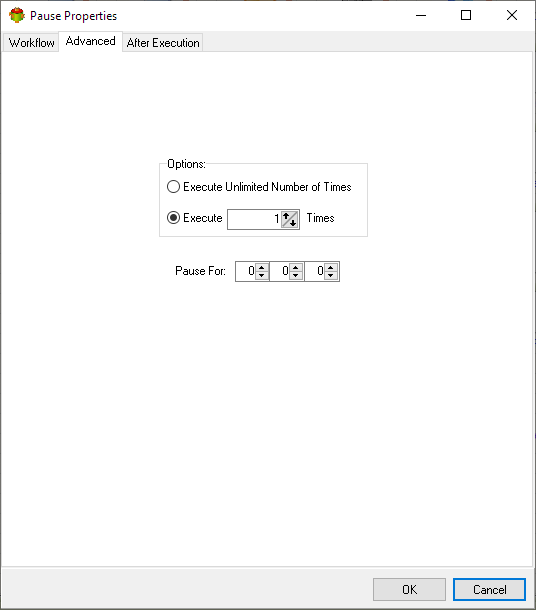 Pause Properties
Workflow Advanced After Execution
Options:
Execute Unlimited Number of Times
Execute 1 Times
Pause For: 0 0 0
OK Cancel